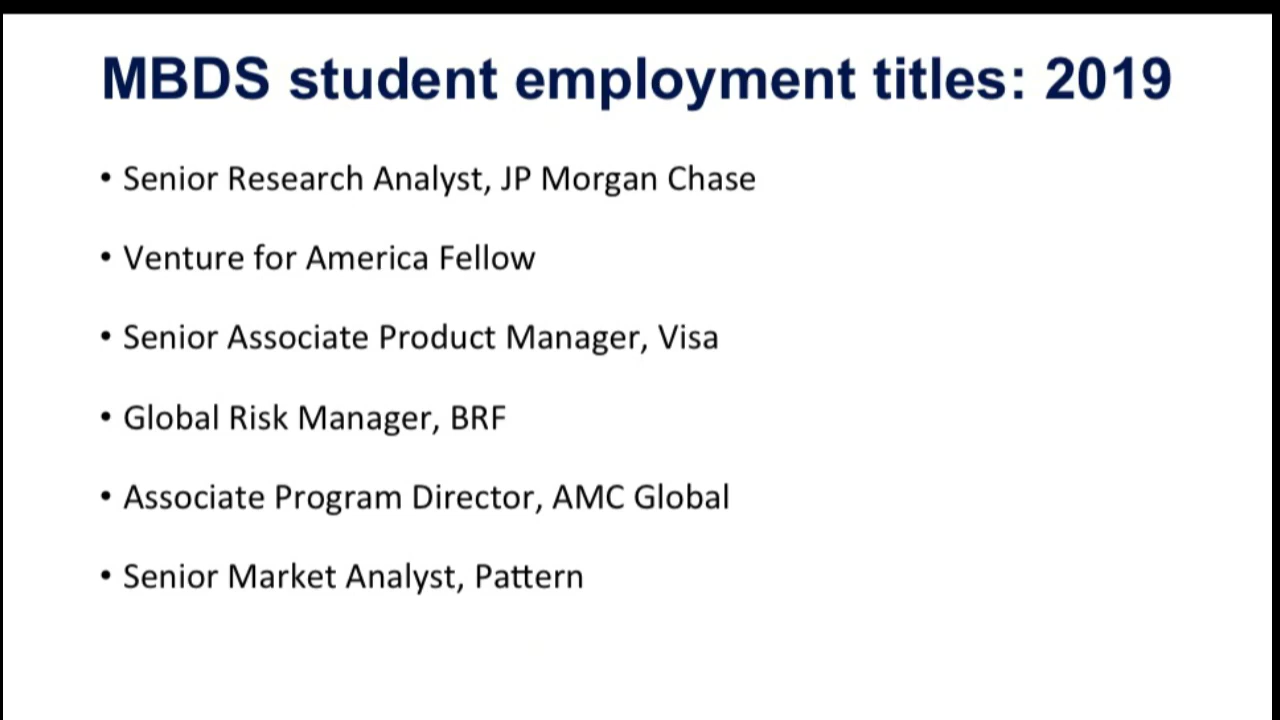 MBDS student employment titles: 2019
• Senior Research Analyst, JP Morgan Chase
• Venture for America Fellow
• Senior Associate Product Manager, Visa
• Global Risk Manager, BRF
• Associate Program Director, AMC Global
• Senior Market Analyst, Pattern